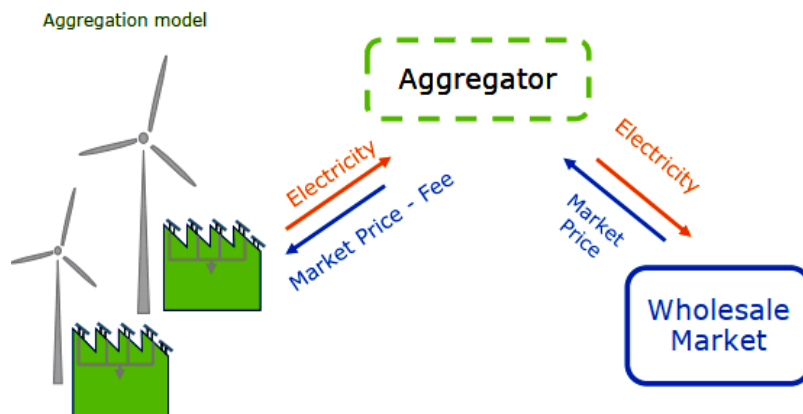 Aggregation model
Aggregator
Electricity
Market Price - Fee
Electricity
Market
Price
Wholesale
Market